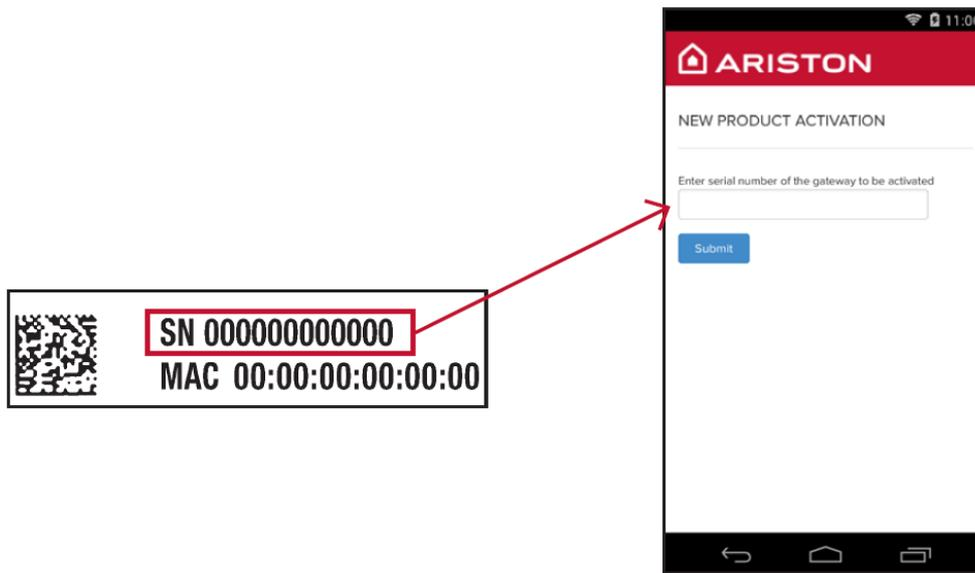 SN 000000000000
MAC 00:00:00:00:00:00
11:00
ARISTON
NEW PRODUCT ACTIVATION
Enter serial number of the gateway to be activated
Submit